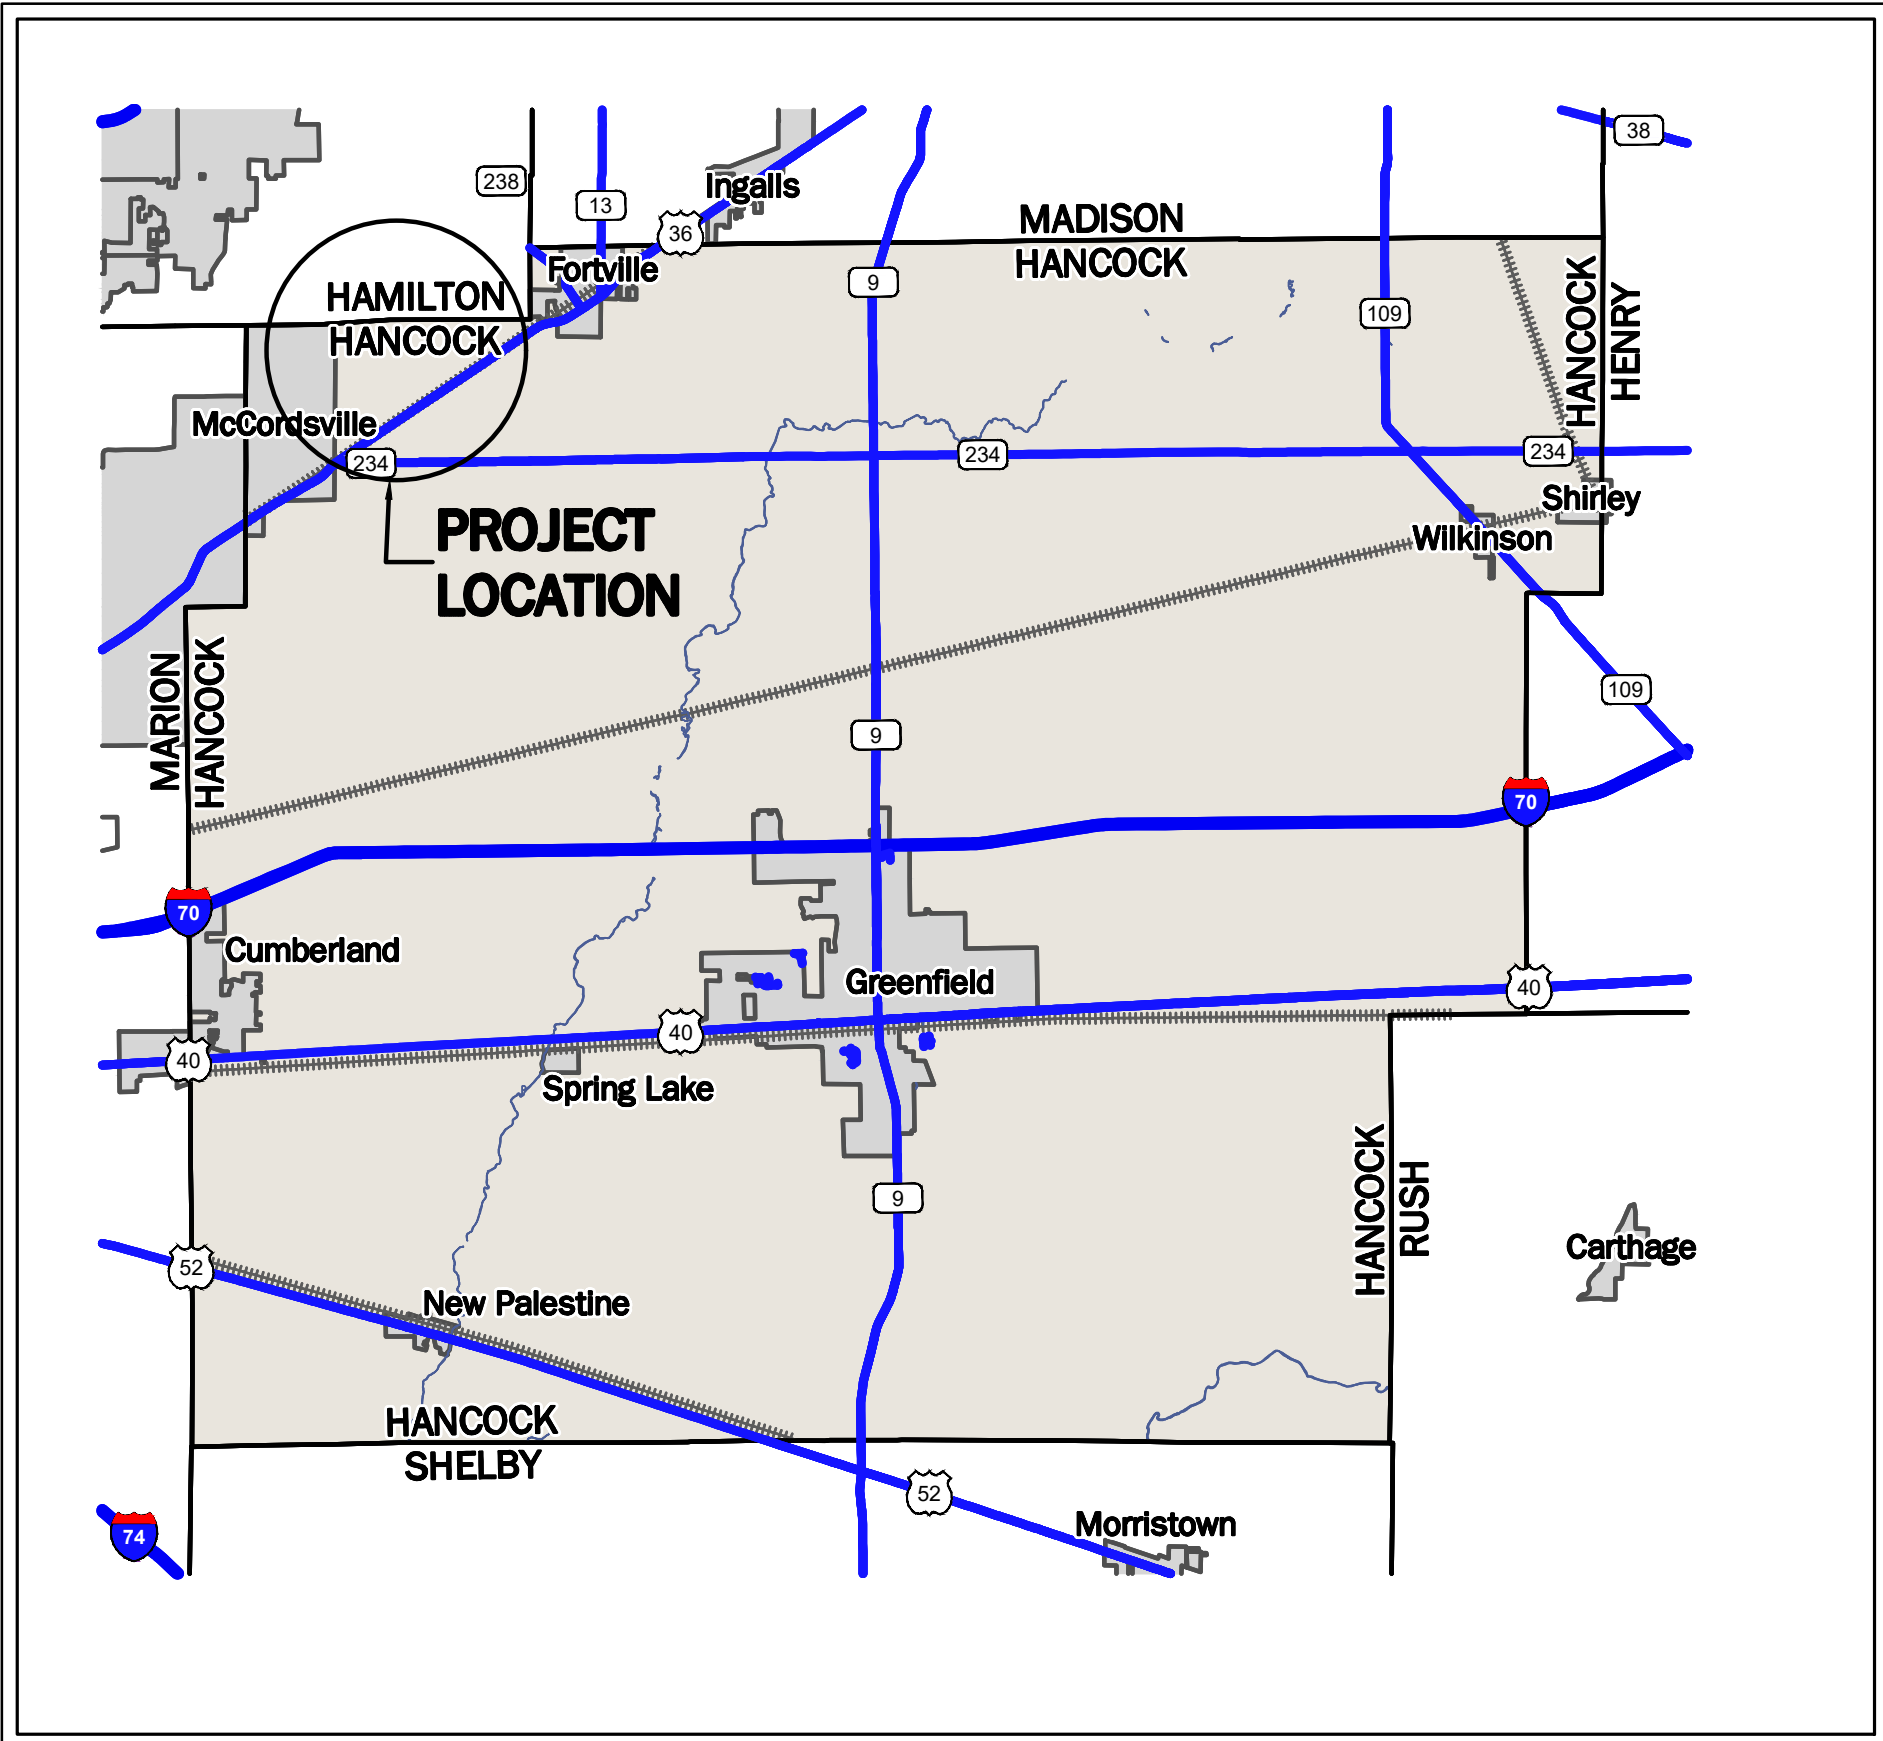 38
238
13
Ingalls
36
MADISON
HANCOCK
Fortville
9
HAMILTON
HANCOCK
109
HANCOCK
HENRY
McCordsville
234
234
234
Shirley
PROJECT
LOCATION
Wilkinson
MARION
HANCOCK
109
9
70
70
Cumberland
Greenfield
40
40
40
Spring Lake
HANCOCK
RUSH
9
Carthage
52
New Palestine
HANCOCK
SHELBY
52
74
Morristown